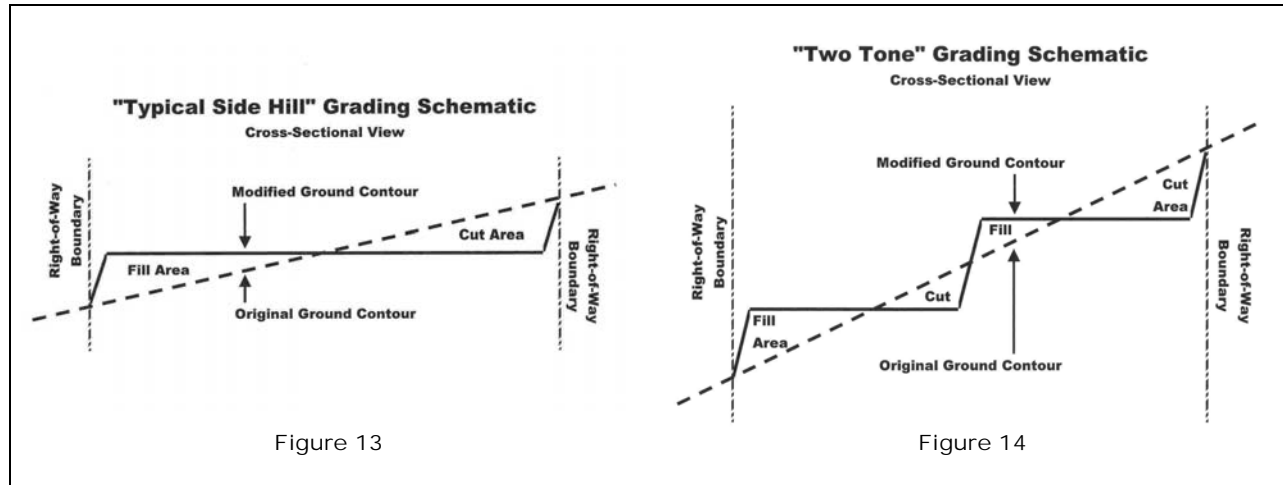 "Typical Side Hill" Grading Schematic
Cross-Sectional View
Right-of-Way
Boundary
Modified Ground Contour
Cut Area
Fill Area
Original Ground Contour
Right-of-Way
Boundary
Figure 13
"Two Tone" Grading Schematic
Cross-Sectional View
Right-of-Way
Boundary
Modified Ground Contour
Cut
Area
Fill
Cut
Fill
Area
Original Ground Contour
Right-of-Way
Boundary
Figure 14